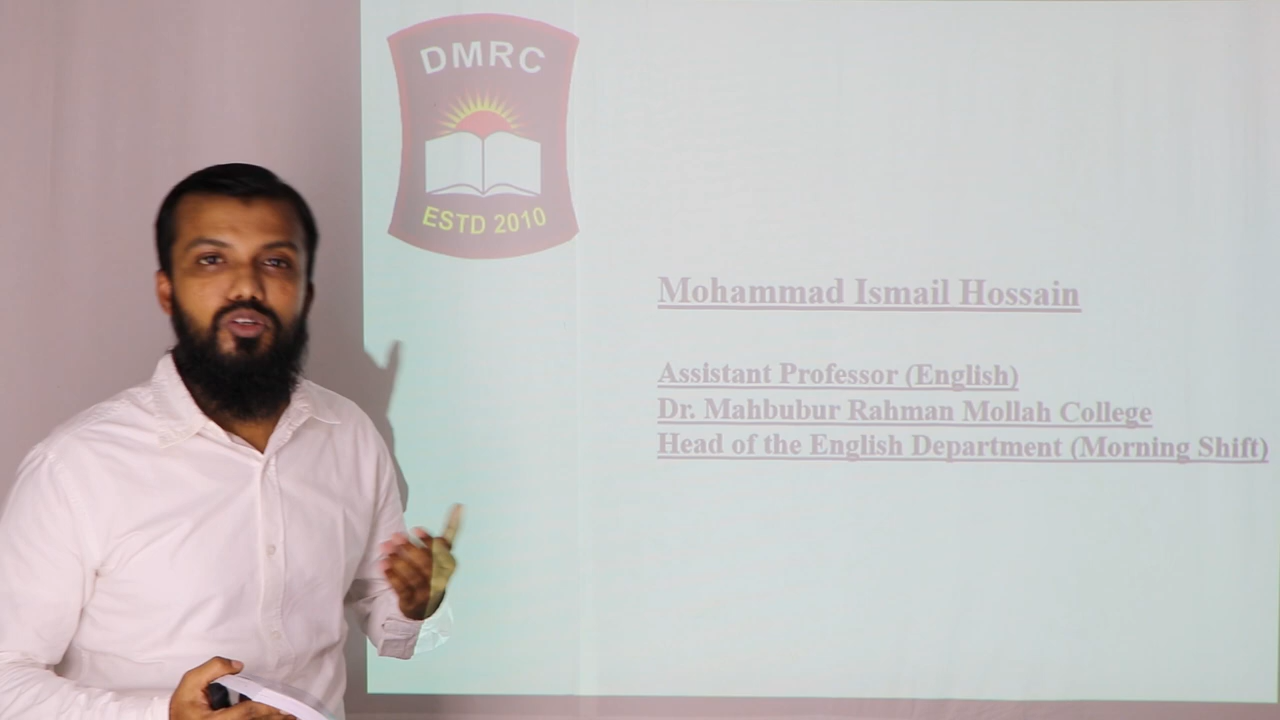 DMRC
ESTD 2010
Mohammad Ismail Hossain
Assistant Professor (English)
Dr. Mahbubur Rahman Mollah College
Head of the English Department (Morning Shift)